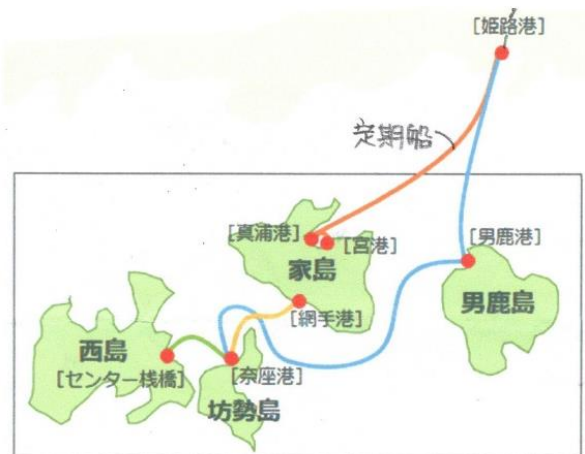 [姫路港]
定期船
[真浦港]
[宮港]
家島
[男鹿港]
男鹿島
[網手港]
西島
[センター桟橋]
[奈座港]
坊勢島